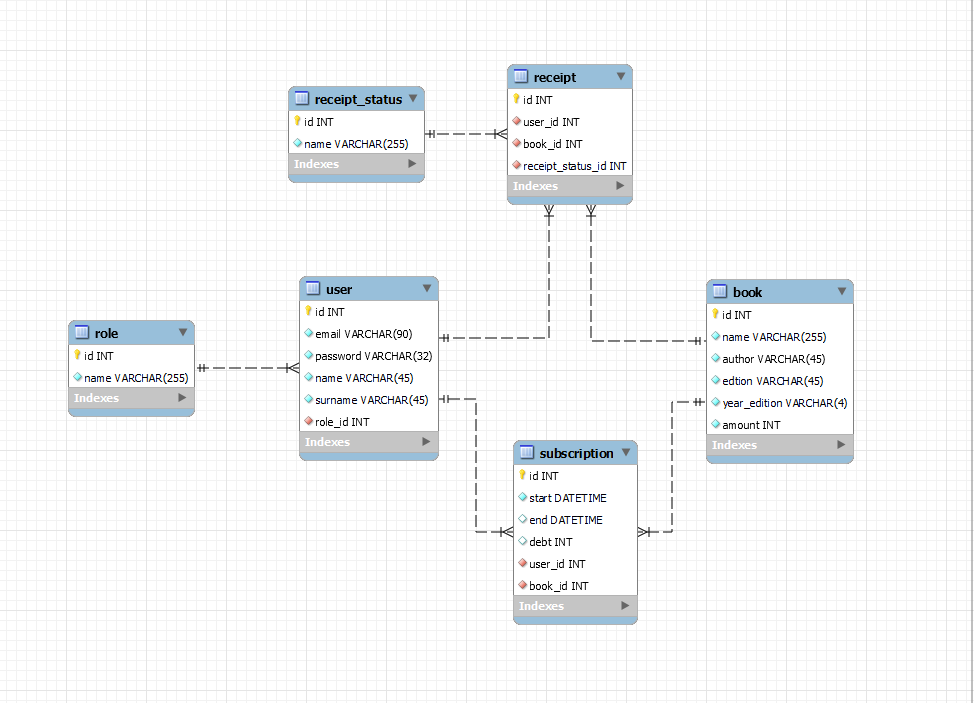 receipt_status
id INT
name VARCHAR(255)
Indexes
receipt
id INT
user_id INT
book_id INT
receipt_status_id INT
Indexes
role
id INT
name VARCHAR(255)
Indexes
user
id INT
email VARCHAR(90)
password VARCHAR(32)
name VARCHAR(45)
surname VARCHAR(45)
role_id INT
Indexes
book
id INT
name VARCHAR(255)
author VARCHAR(45)
edtion VARCHAR(45)
year_edition VARCHAR(4)
amount INT
Indexes
subscription
id INT
start DATETIME
end DATETIME
debt INT
user_id INT
book_id INT
Indexes